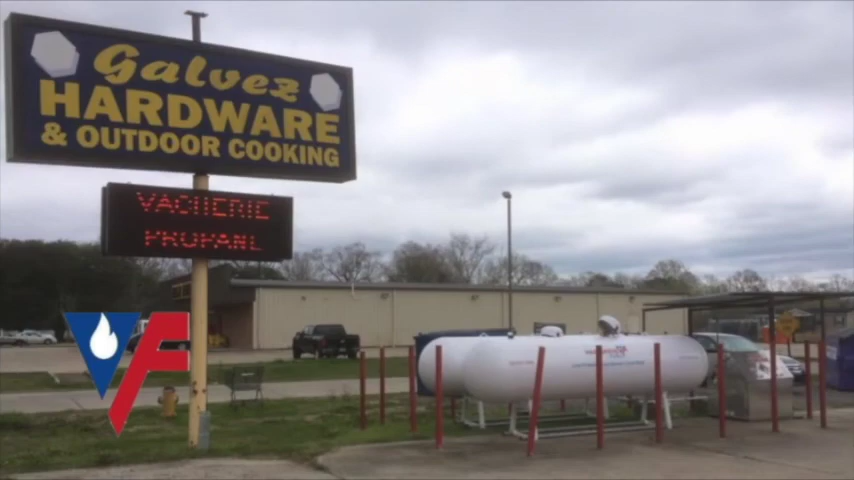 Galvez
HARDWARE
& OUTDOOR COOKING
VACHERIE
PROPANE